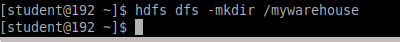 [student@192 ~]$ hdfs dfs -mkdir /mywarehouse
[student@192 ~]$